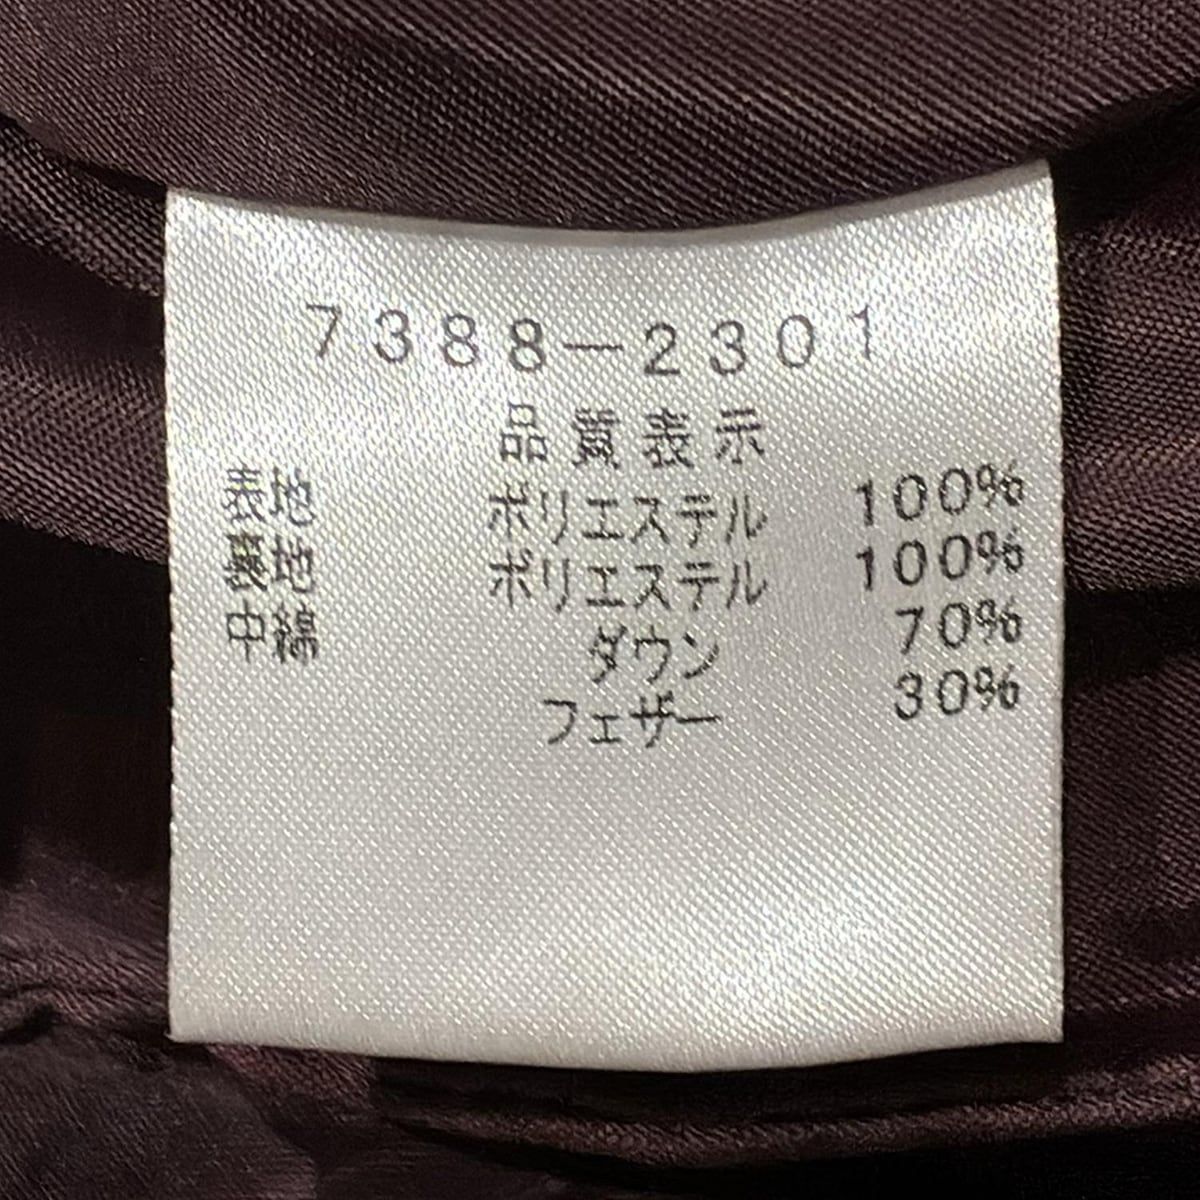 7388-2301
品質表示
表地 ポリエステル 100%
裏地 ポリエステル 100%
中綿 ダウン 70%
フェザー 30%